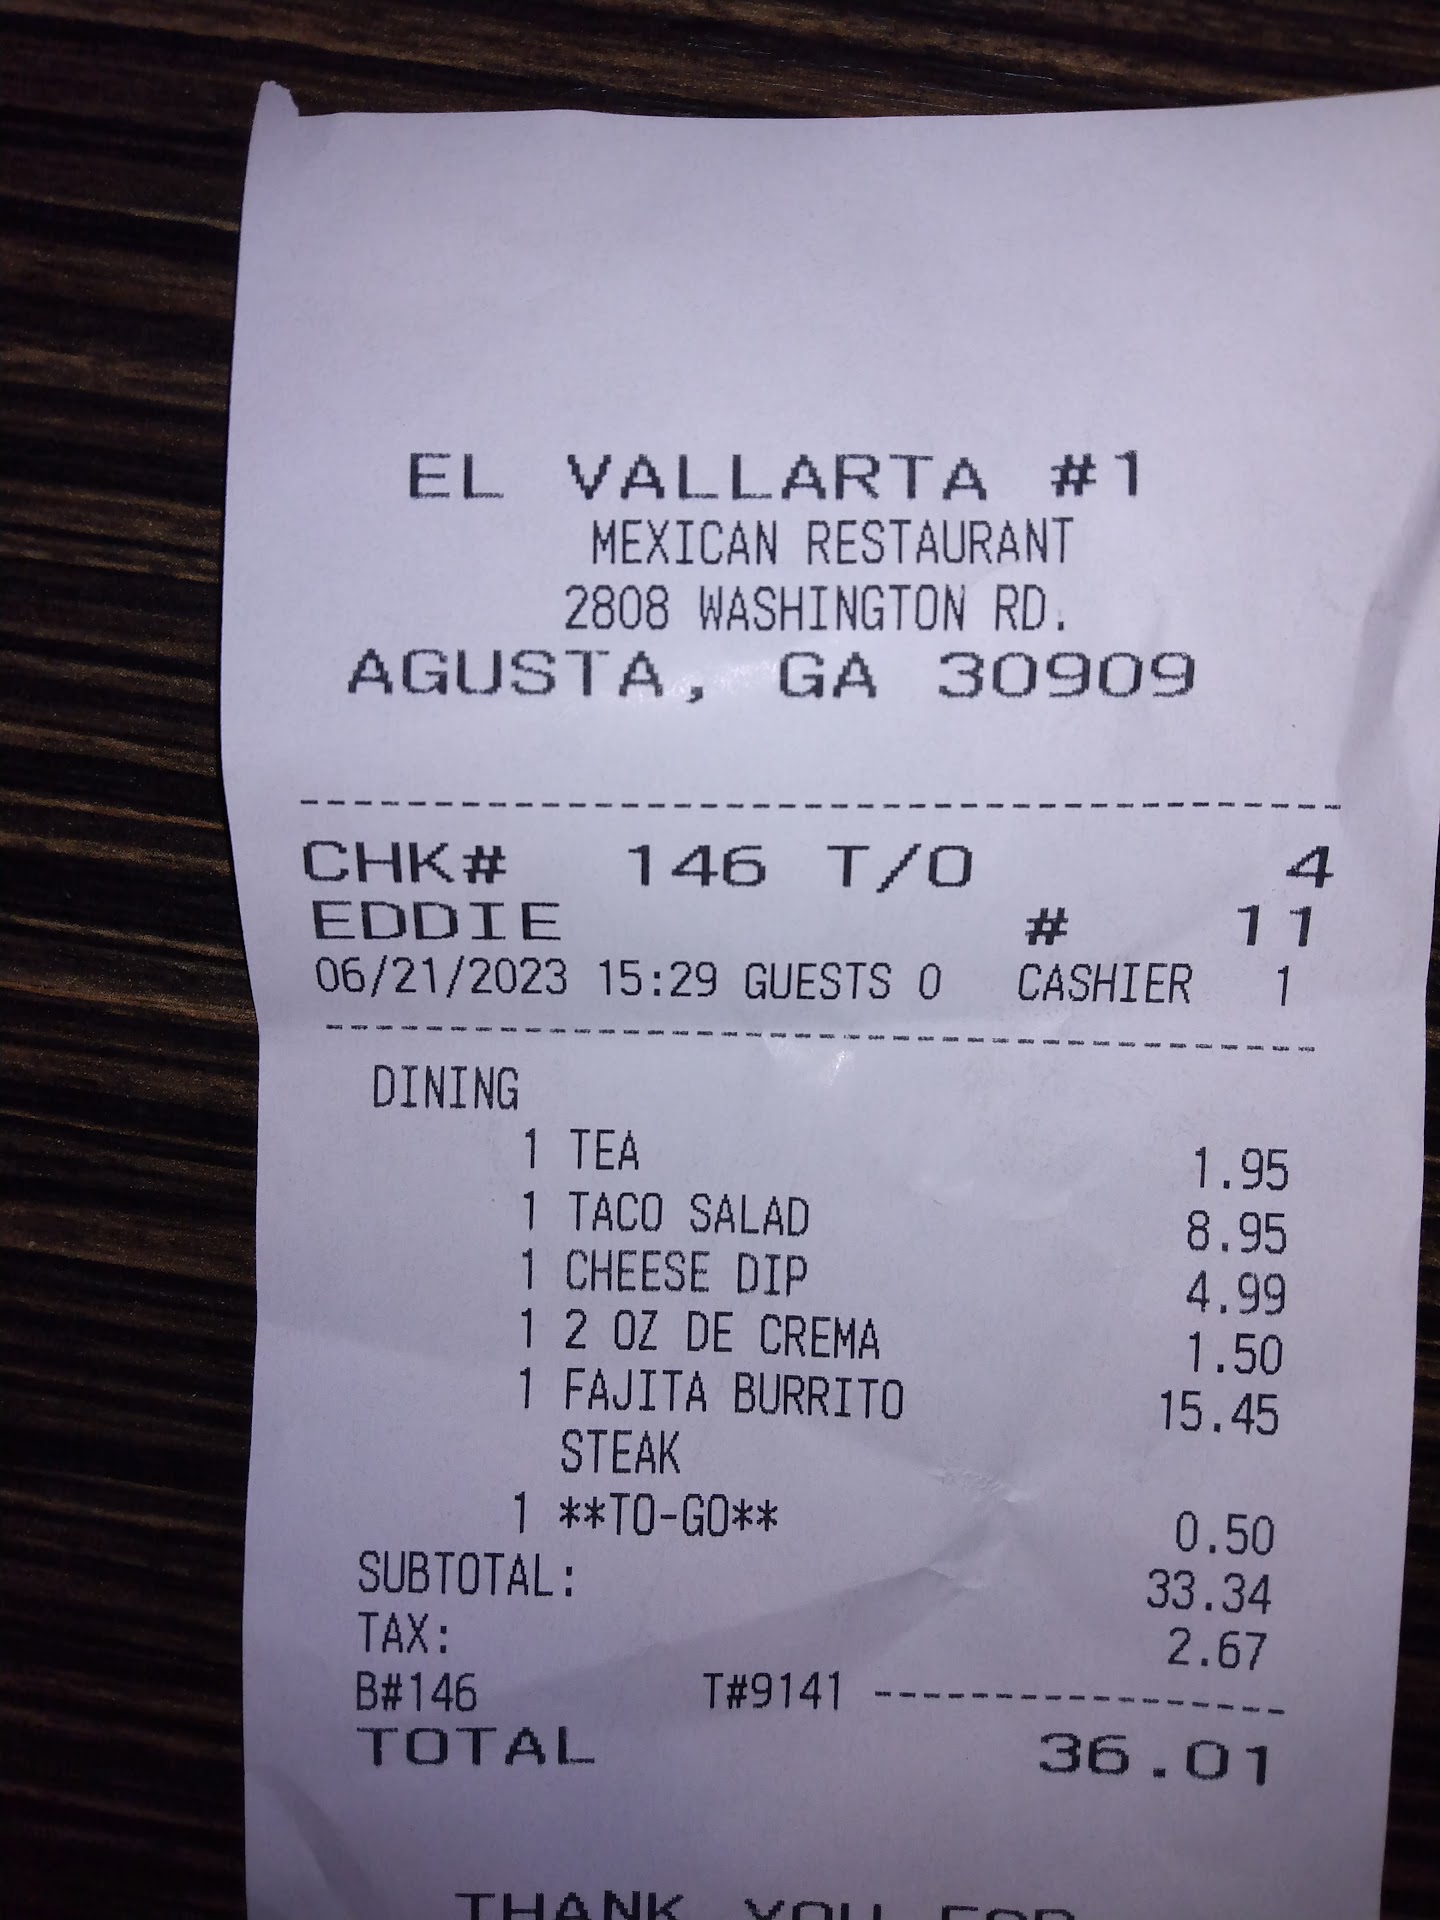 EL VALLARTA #1
MEXICAN RESTAURANT
2808 WASHINGTON RD.
AGUSTA, GA 30909
CHK# 146 T/O 4
EDDIE # 11
06/21/2023 15:29 GUESTS 0 CASHIER 1
DINING
1 TEA 1.95
1 TACO SALAD 8.95
1 CHEESE DIP 4.99
1 2 OZ DE CREMA 1.50
1 FAJITA BURRITO 15.45
STEAK
1 **TO-GO** 0.50
SUBTOTAL: 33.34
TAX: 2.67
B#146 T#9141
TOTAL 36.01
THANK YOU FOR